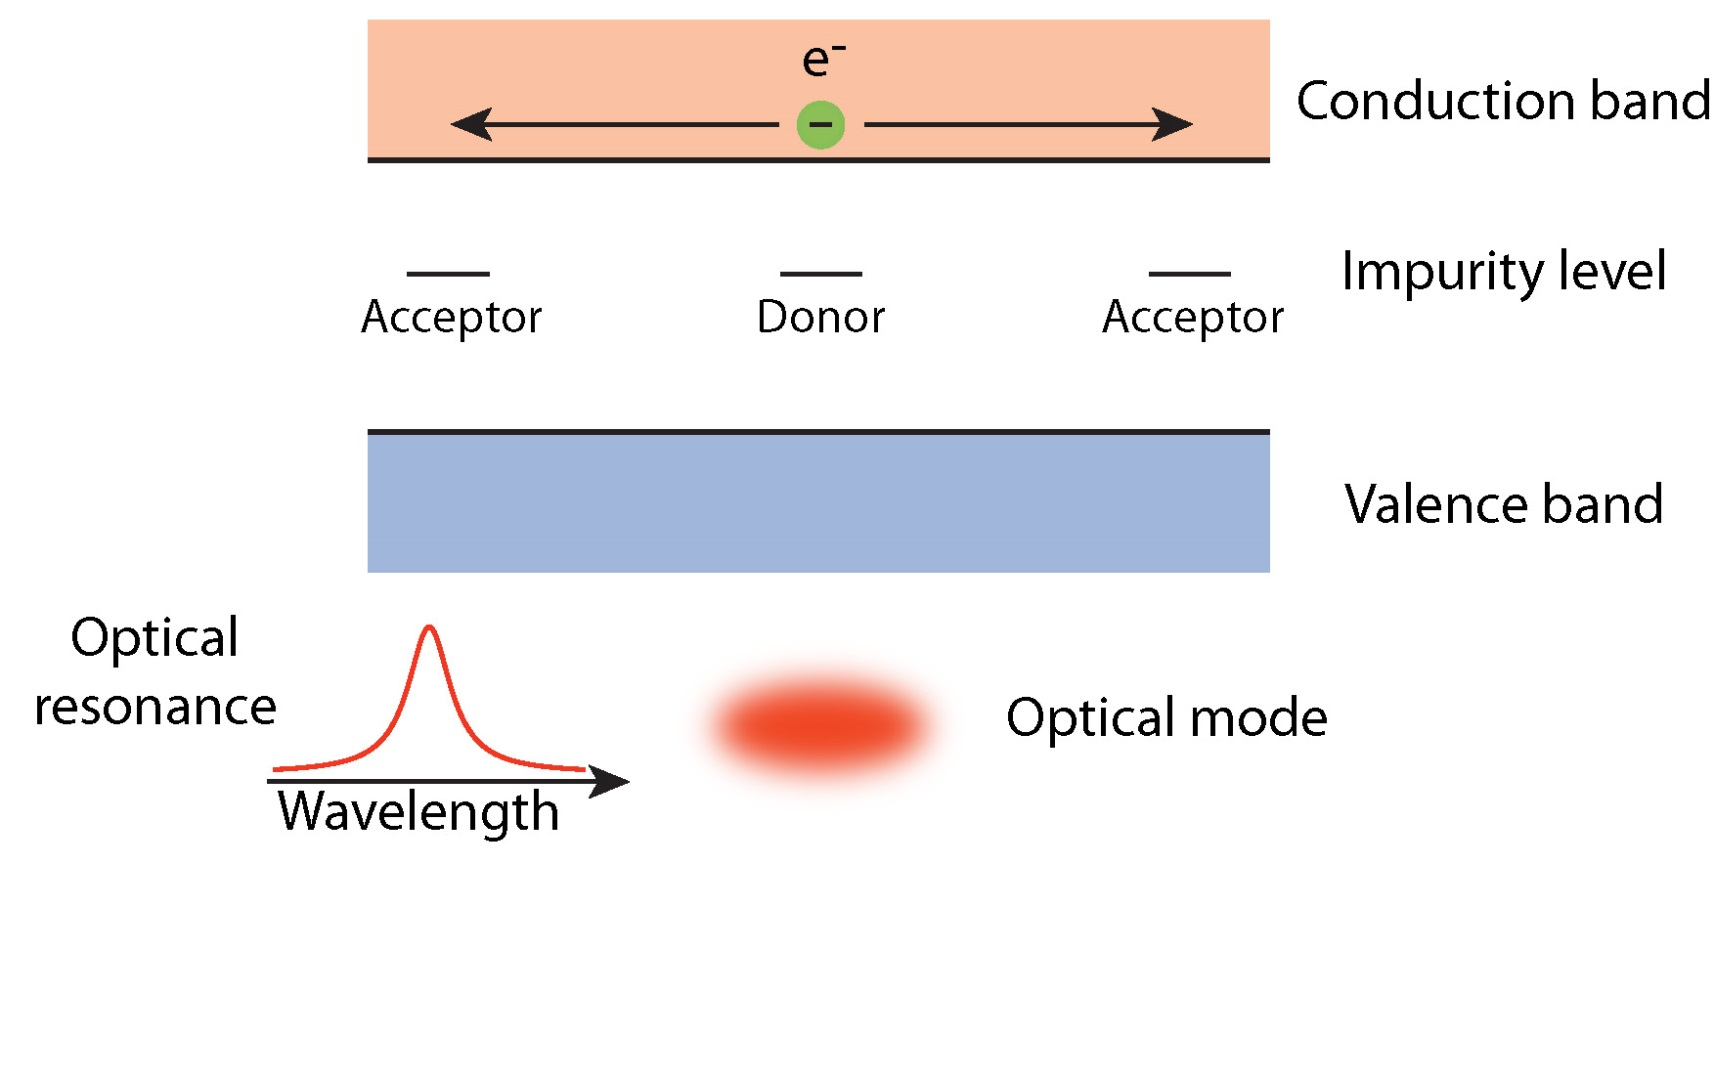 e⁻
Conduction band
Impurity level
Acceptor
Donor
Acceptor
Valence band
Optical
resonance
Optical mode
Wavelength